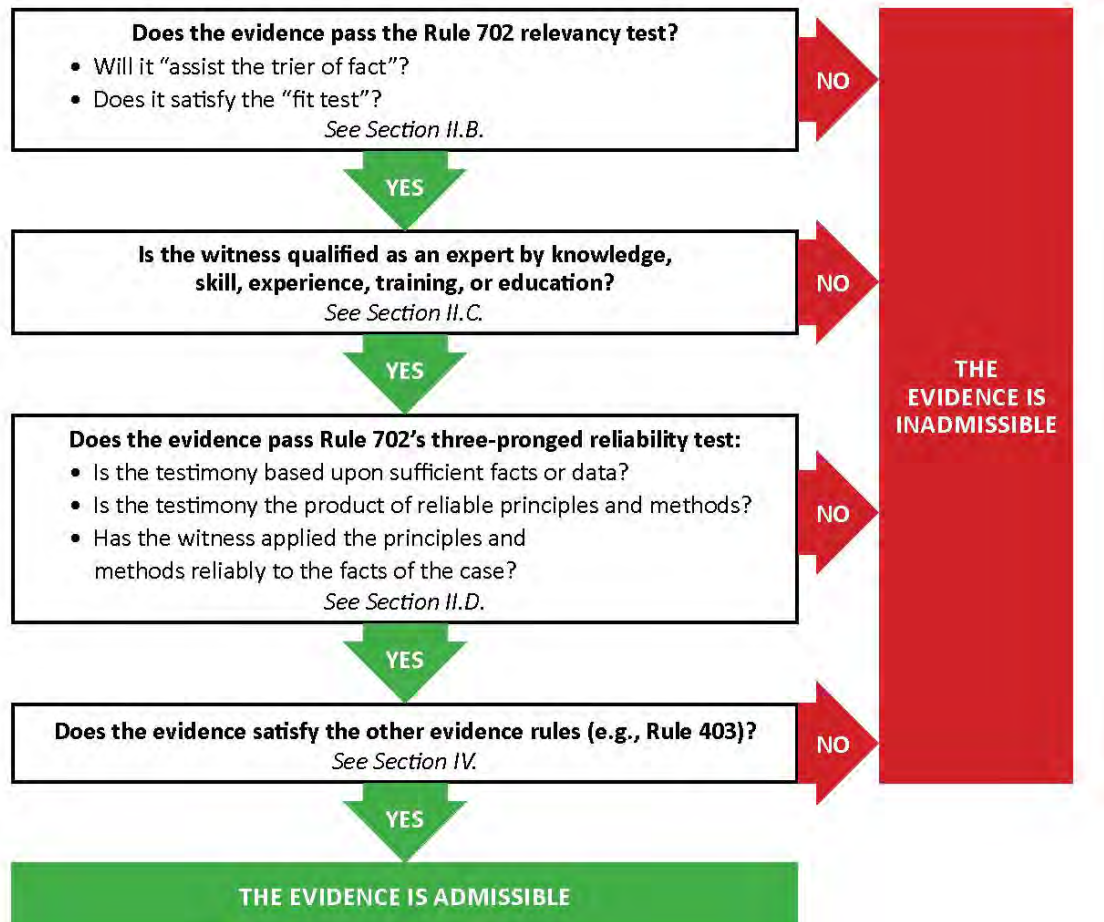 Does the evidence pass the Rule 702 relevancy test?
• Will it “assist the trier of fact”?
• Does it satisfy the “fit test”?
See Section II.B.
NO
YES
Is the witness qualified as an expert by knowledge,
skill, experience, training, or education?
See Section II.C.
NO
YES
THE
EVIDENCE IS
INADMISSIBLE
Does the evidence pass Rule 702’s three-pronged reliability test:
• Is the testimony based upon sufficient facts or data?
• Is the testimony the product of reliable principles and methods?
• Has the witness applied the principles and
methods reliably to the facts of the case?
See Section II.D.
NO
YES
Does the evidence satisfy the other evidence rules (e.g., Rule 403)?
See Section IV.
NO
YES
THE EVIDENCE IS ADMISSIBLE